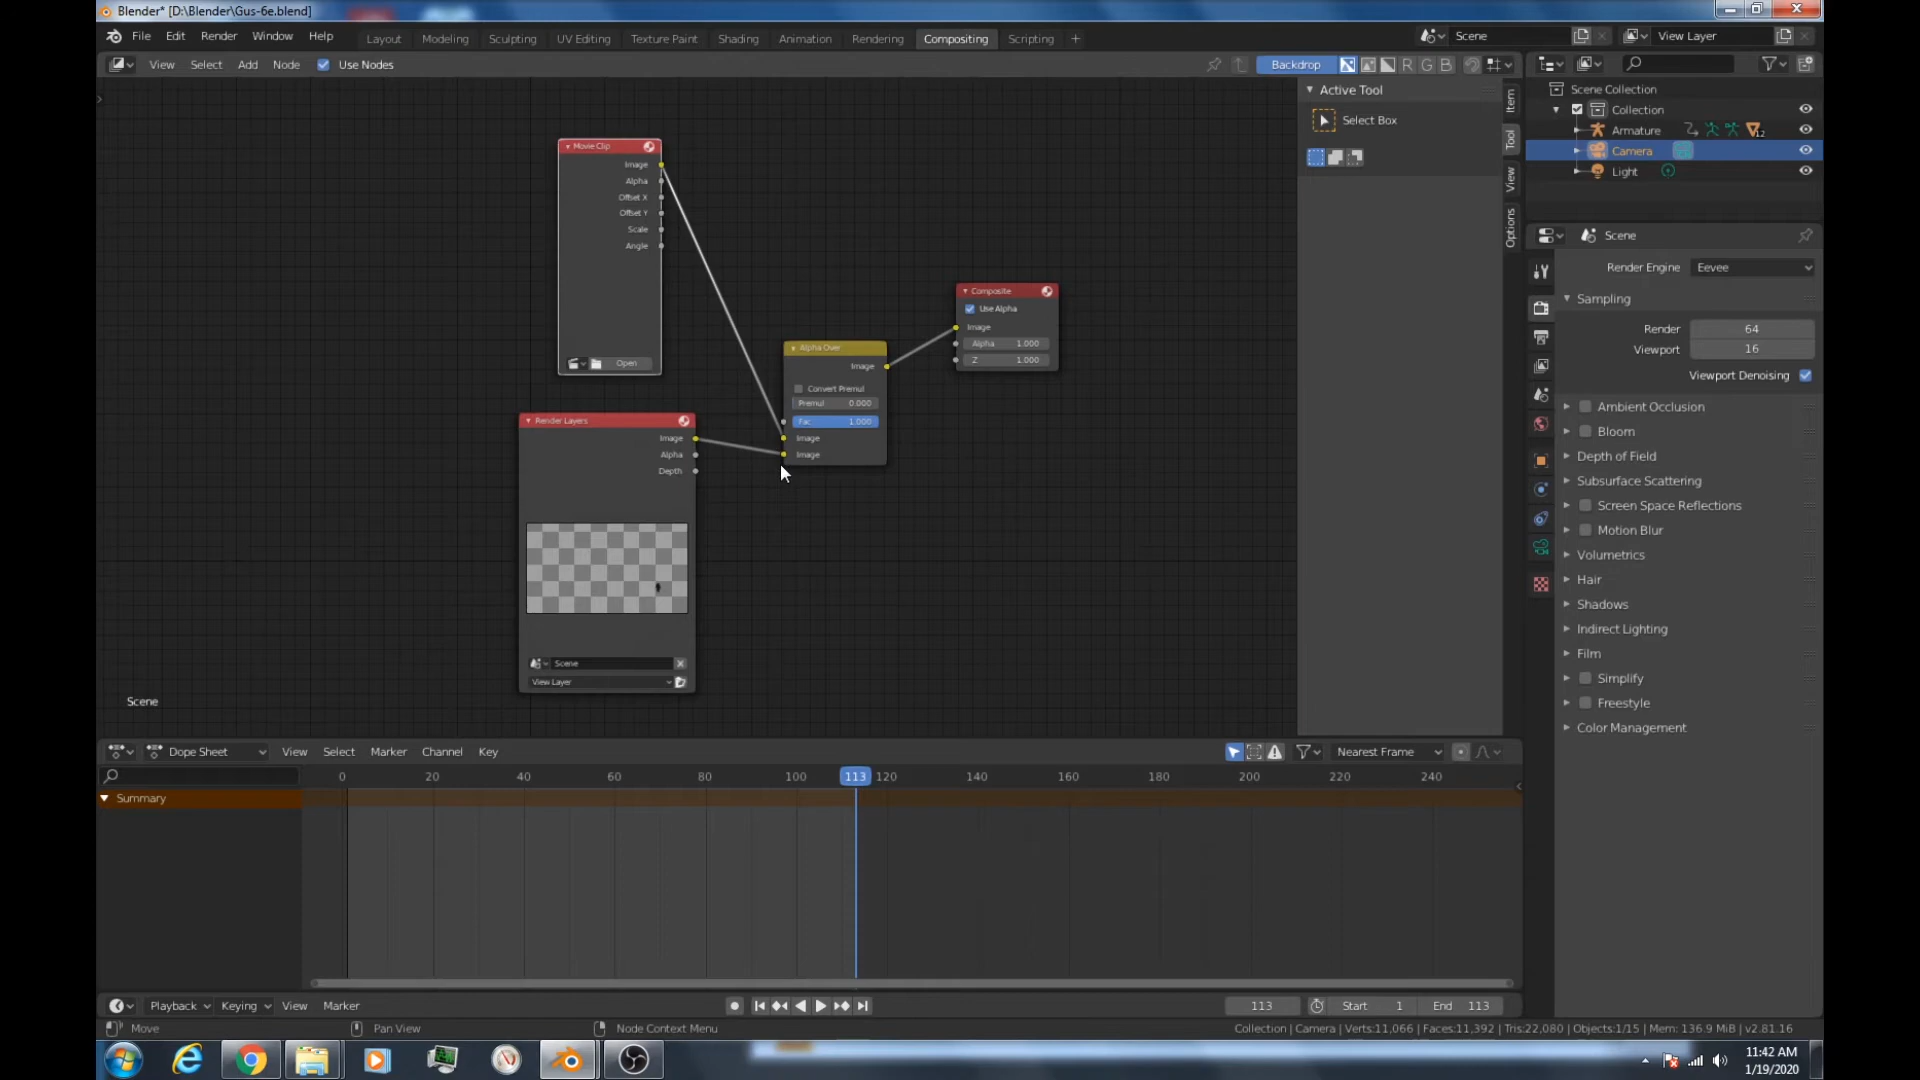 Blender* [D:\Blender\Gus-6e.blend]
File Edit Render Window Help Layout Modeling Sculpting UV Editing Texture Paint Shading Animation Rendering Compositing Scripting + Scene View Layer
View Select Add Node Use Nodes Backdrop R G B
Active Tool
Select Box
Item
Tool
View
Options
Scene Collection
Collection
Armature 12
Camera
Light
Movie Clip
Image
Alpha
Offset X
Offset Y
Scale
Angle
Open
Composite
Use Alpha
Image
Alpha 1.000
Z 1.000
Alpha Over
Image
Convert Premul
Premul 0.000
Fac 1.000
Image
Image
Render Layers
Image
Alpha
Depth
Scene
View Layer
Scene
Scene
Render Engine Eevee
Sampling
Render 64
Viewport 16
Viewport Denoising
Ambient Occlusion
Bloom
Depth of Field
Subsurface Scattering
Screen Space Reflections
Motion Blur
Volumetrics
Hair
Shadows
Indirect Lighting
Film
Simplify
Freestyle
Color Management
Dope Sheet View Select Marker Channel Key Nearest Frame
0 20 40 60 80 100 113 120 140 160 180 200 220 240
Summary
Playback Keying View Marker 113 Start 1 End 113
Move Pan View Node Context Menu Collection | Camera | Verts:11,066 | Faces:11,392 | Tris:22,080 | Objects:1/15 | Mem: 136.9 MiB | v2.81.16
11:42 AM
1/19/2020